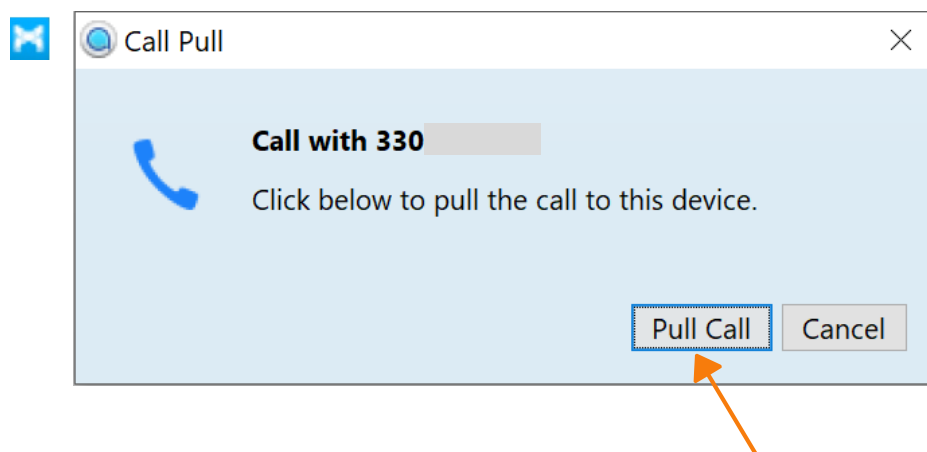 Call Pull
Call with 330
Click below to pull the call to this device.
Pull Call
Cancel